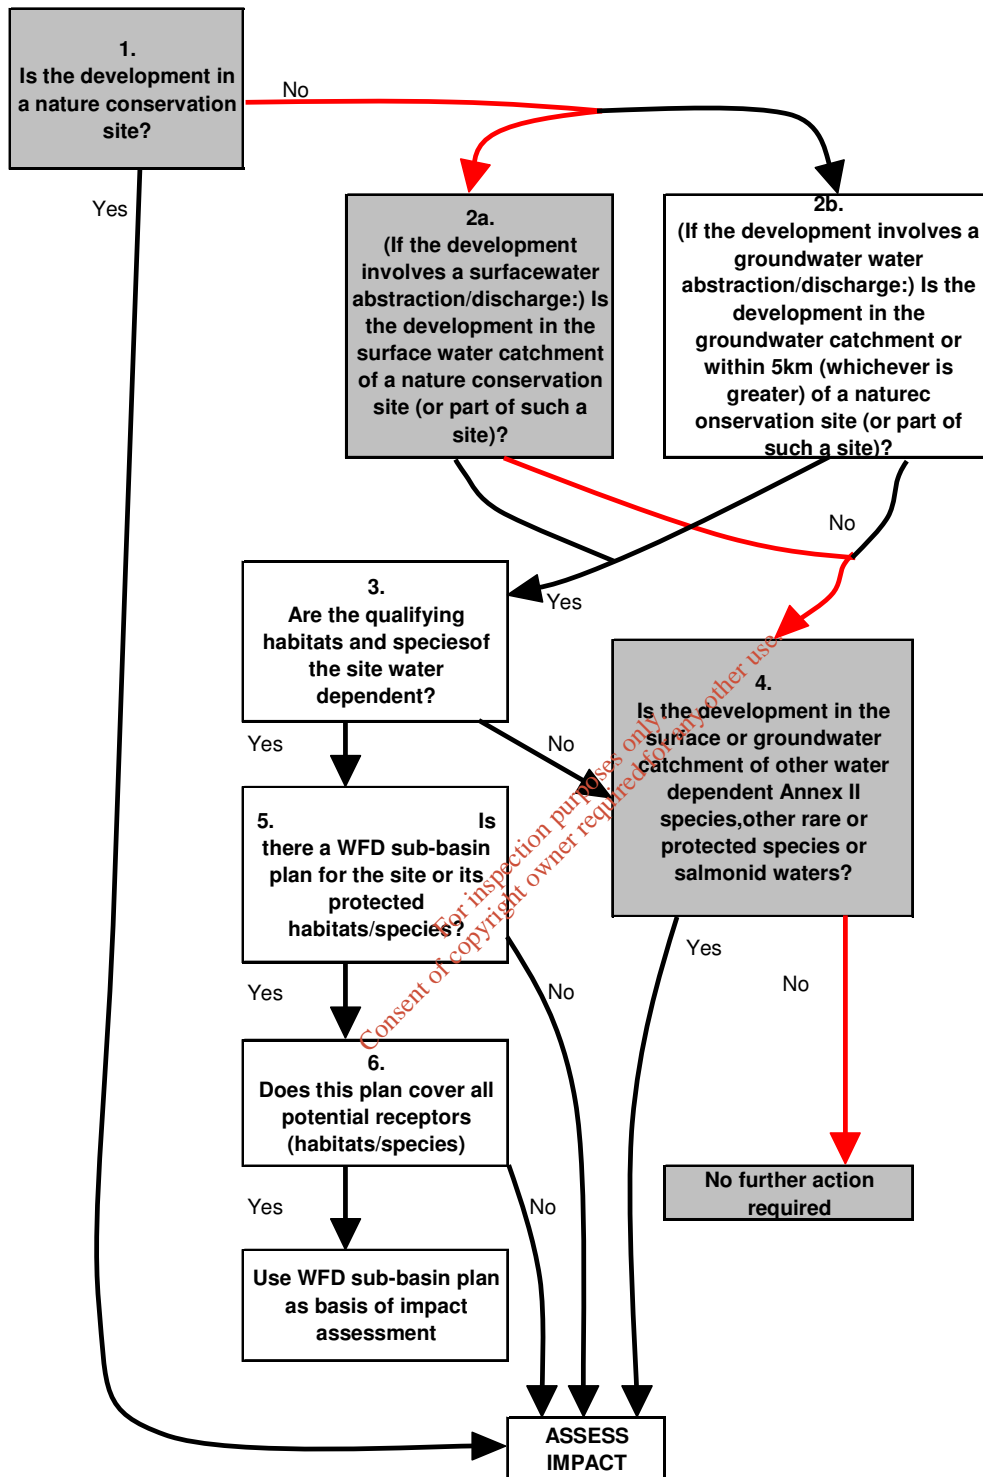 1.
Is the development in
a nature conservation
site?
No
Yes
2a.
(If the development
involves a surfacewater
abstraction/discharge:) Is
the development in the
surface water catchment
of a nature conservation
site (or part of such a
site)?
2b.
(If the development involves a
groundwater water
abstraction/discharge:) Is the
development in the
groundwater catchment or
within 5km (whichever is
greater) of a naturec
onservation site (or part of
such a site)?
No
Yes
3.
Are the qualifying
habitats and speciesof
the site water
dependent?
Yes
No
4.
Is the development in the
surface or groundwater
catchment of other water
dependent Annex II
species,other rare or
protected species or
salmonid waters?
5. Is
there a WFD sub-basin
plan for the site or its
protected
habitats/species?
Yes
No
Yes
No
6.
Does this plan cover all
potential receptors
(habitats/species)
Yes
No
No further action
required
Use WFD sub-basin plan
as basis of impact
assessment
ASSESS
IMPACT
For inspection purposes only.
Consent of copyright owner required for any other use.